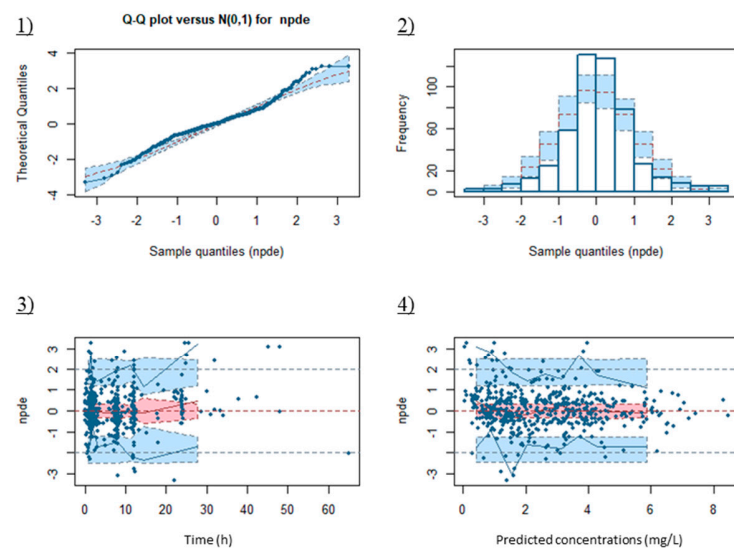 1)
Q-Q plot versus N(0,1) for npde
Theoretical Quantiles
4
2
0
-2
-4
-3 -2 -1 0 1 2 3
Sample quantiles (npde)
2)
Frequency
100
60
20
0
-3 -2 -1 0 1 2 3
Sample quantiles (npde)
3)
npde
3
2
1
0
-1
-3
0 10 20 30 40 50 60
Time (h)
4)
npde
3
2
1
0
-1
-3
0 2 4 6 8
Predicted concentrations (mg/L)